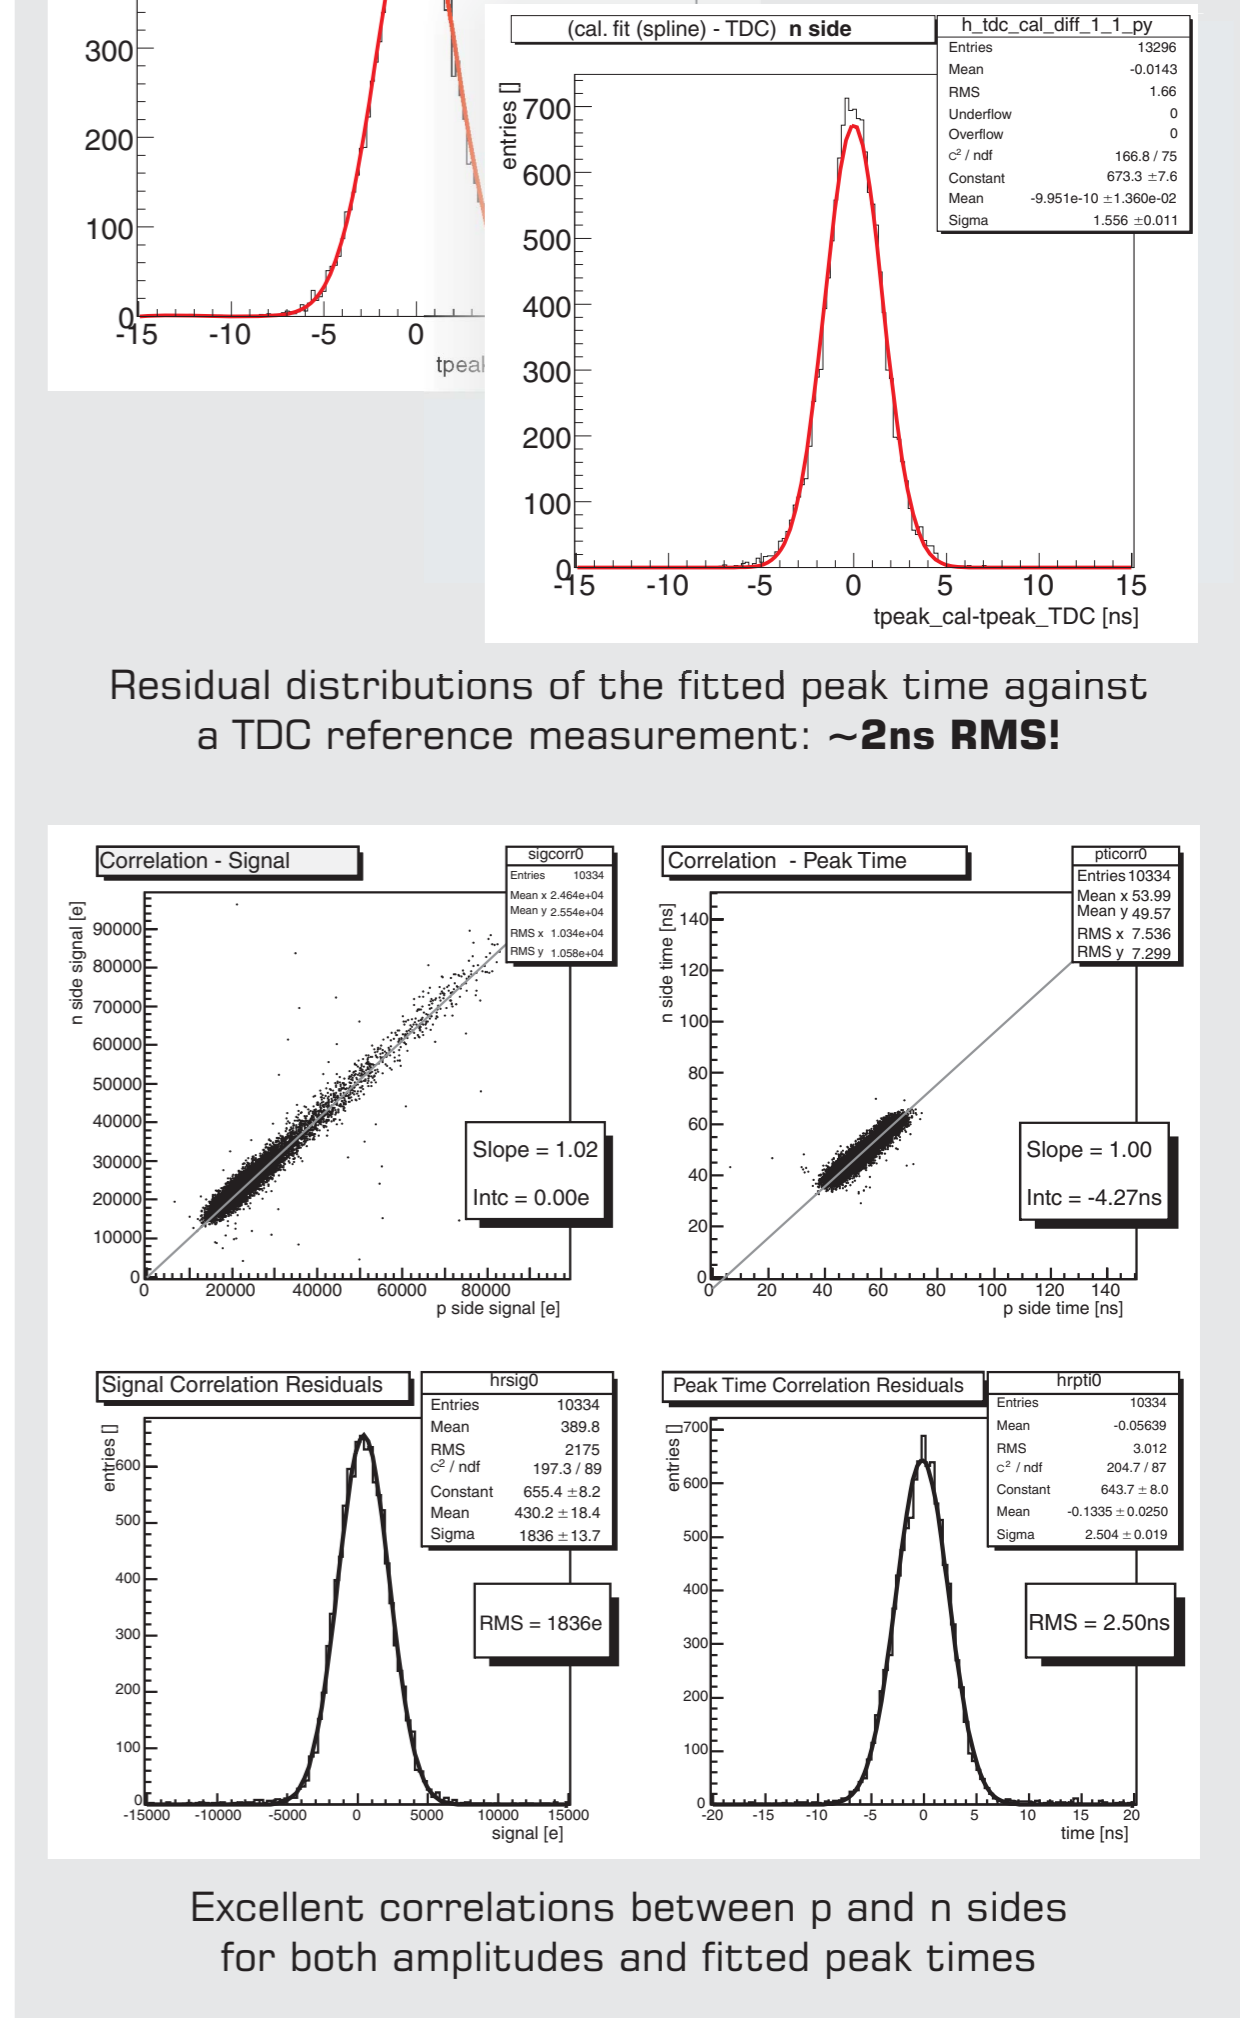 300
200
100
0
-15 -10 -5 0
(cal. fit (spline) - TDC) n side
h_tdc_cal_diff_1_1_py
Entries 13296
Mean -0.0143
RMS 1.66
Underflow 0
Overflow 0
c² / ndf 166.8 / 75
Constant 673.3 ±7.6
Mean -9.951e-10 ±1.360e-02
Sigma 1.556 ±0.011
entries []
700
600
500
400
300
200
100
0
-15 -10 -5 0 5 10 15
tpeak_cal-tpeak_TDC [ns]
Residual distributions of the fitted peak time against
a TDC reference measurement: ~2ns RMS!
Correlation - Signal
sigcorr0
Entries 10334
Mean x 2.464e+04
Mean y 2.554e+04
RMS x 1.034e+04
RMS y 1.058e+04
n side signal [e]
90000
80000
70000
60000
50000
40000
30000
20000
10000
0
0 20000 40000 60000 80000
p side signal [e]
Slope = 1.02
Intc = 0.00e
Correlation - Peak Time
pticorr0
Entries 10334
Mean x 53.99
Mean y 49.57
RMS x 7.536
RMS y 7.299
n side time [ns]
140
120
100
80
60
40
20
0
0 20 40 60 80 100 120 140
p side time [ns]
Slope = 1.00
Intc = -4.27ns
Signal Correlation Residuals
hrsig0
Entries 10334
Mean 389.8
RMS 2175
c² / ndf 197.3 / 89
Constant 655.4 ±8.2
Mean 430.2 ±18.4
Sigma 1836 ±13.7
entries []
600
500
400
300
200
100
0
-15000 -10000 -5000 0 5000 10000 15000
signal [e]
RMS = 1836e
Peak Time Correlation Residuals
hrpti0
Entries 10334
Mean -0.05639
RMS 3.012
c² / ndf 204.7 / 87
Constant 643.7 ± 8.0
Mean -0.1335 ± 0.0250
Sigma 2.504 ± 0.019
entries []
700
600
500
400
300
200
100
0
-20 -15 -10 -5 0 5 10 15 20
time [ns]
RMS = 2.50ns
Excellent correlations between p and n sides
for both amplitudes and fitted peak times